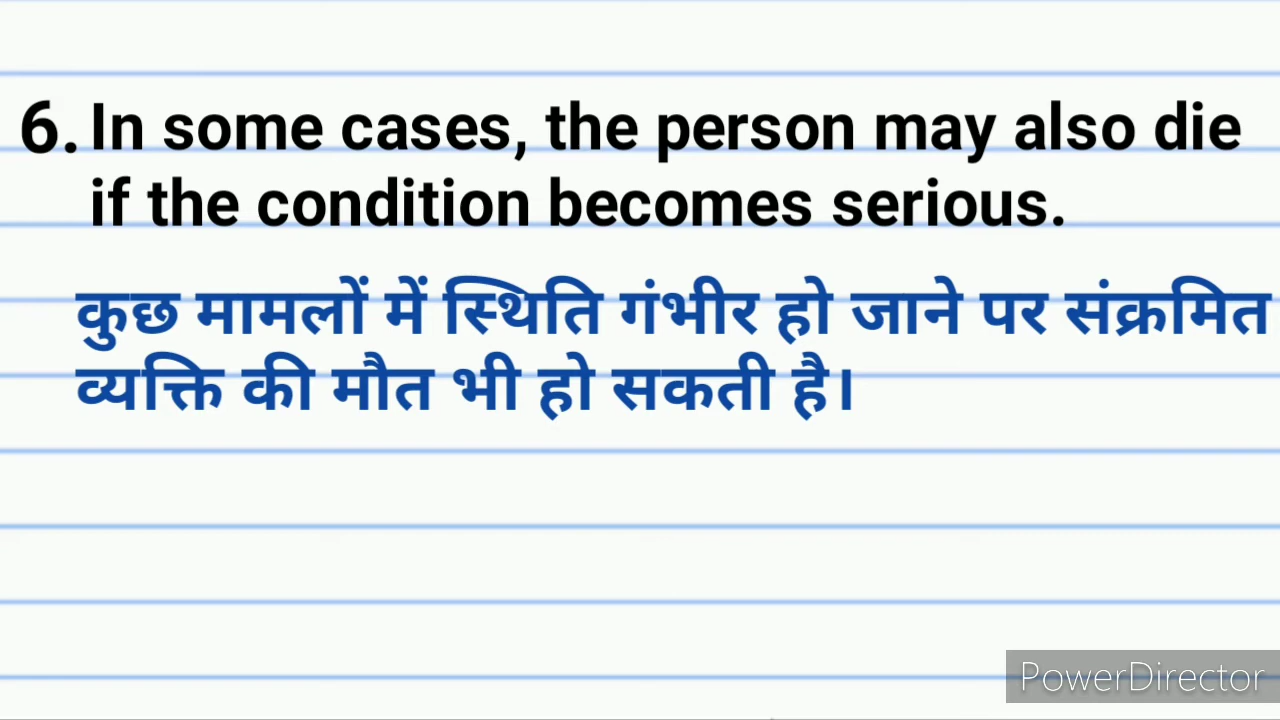 6. In some cases, the person may also die
if the condition becomes serious.
कुछ मामलों में स्थिति गंभीर हो जाने पर संक्रमित
व्यक्ति की मौत भी हो सकती है।
PowerDirector